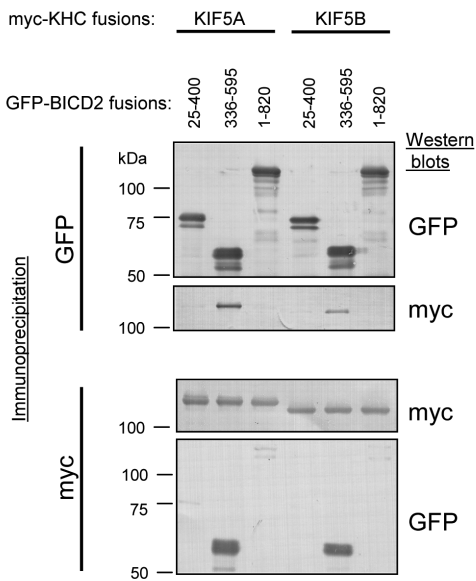 myc-KHC fusions: KIF5A KIF5B
GFP-BICD2 fusions: 25-400 336-595 1-820 25-400 336-595 1-820
Western blots
kDa
Immunoprecipitation
GFP
100
75
50
GFP
100
myc
myc
100
myc
100
75
50
GFP